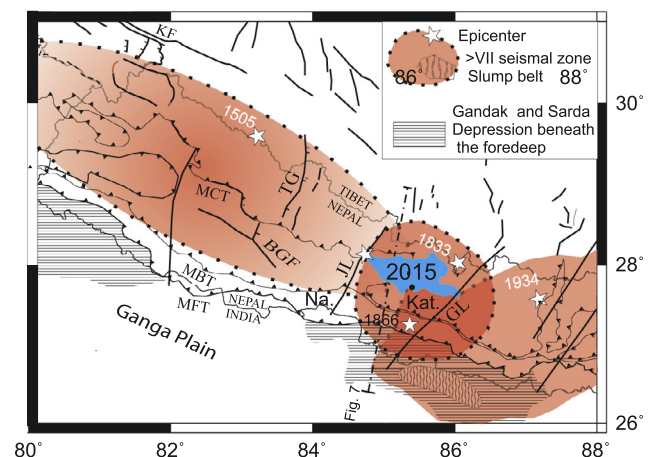 KF
Epicenter
>VII seismal zone
86° Slump belt 88°
30°
Gandak and Sarda
Depression beneath
the foredeep
1505
TGF
MCT
TIBET
NEPAL
BGF
JL
1833
28°
2015
1934
MBT
Na.
Kat.
GL
MFT
NEPAL
INDIA
1866
Ganga Plain
Fig. 7
26°
80° 82° 84° 86° 88°